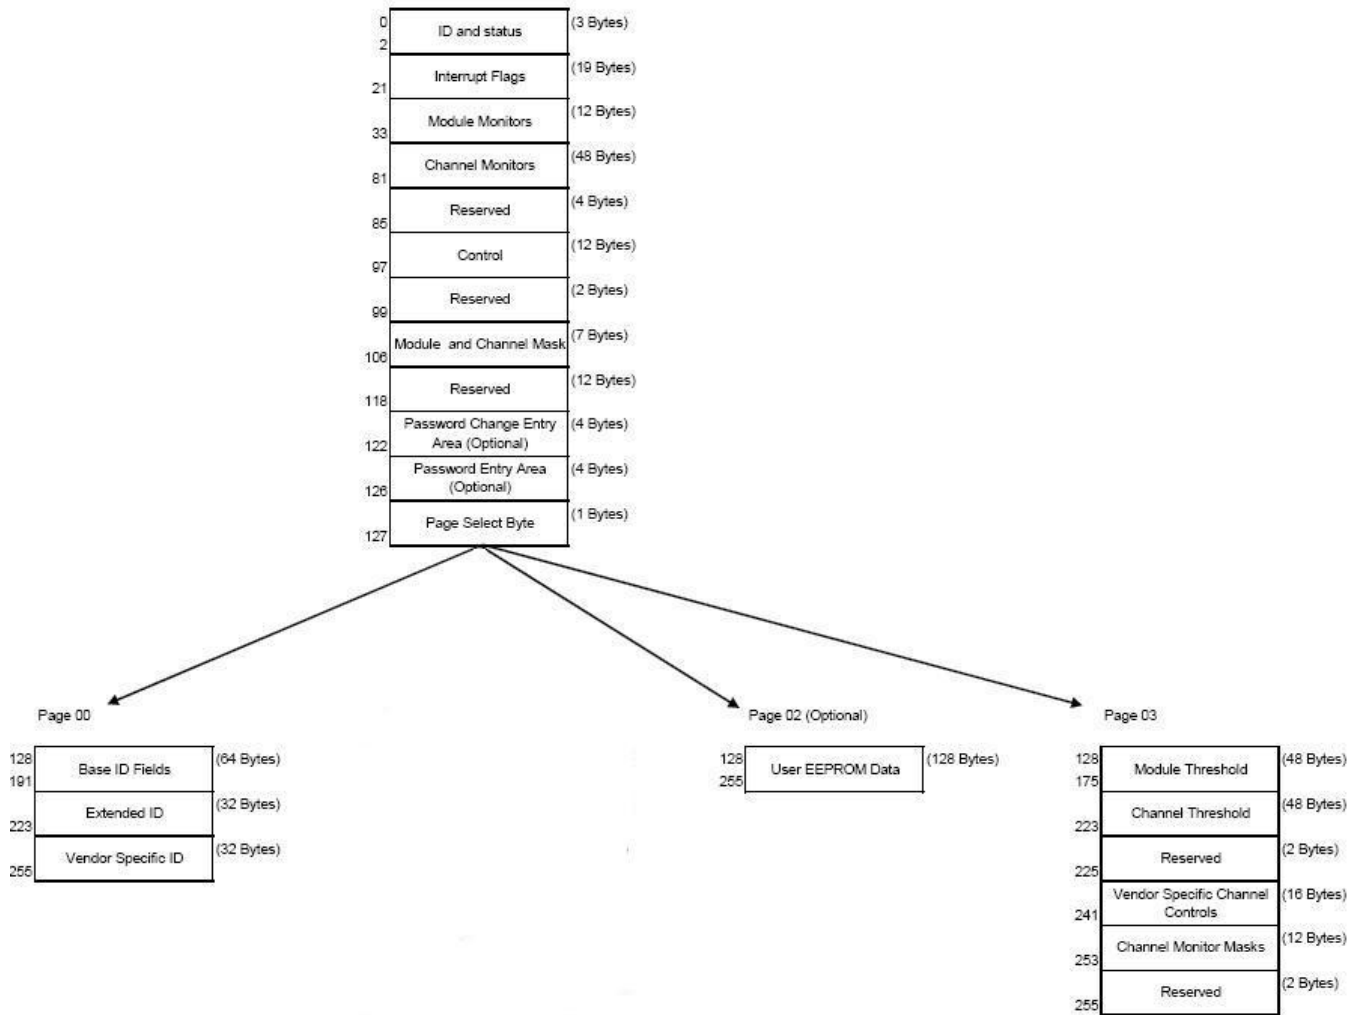 0
ID and status
(3 Bytes)
2
Interrupt Flags
(19 Bytes)
21
Module Monitors
(12 Bytes)
33
Channel Monitors
(48 Bytes)
81
Reserved
(4 Bytes)
85
Control
(12 Bytes)
97
Reserved
(2 Bytes)
99
Module and Channel Mask
(7 Bytes)
106
Reserved
(12 Bytes)
118
Password Change Entry
Area (Optional)
(4 Bytes)
122
Password Entry Area
(Optional)
(4 Bytes)
126
Page Select Byte
(1 Bytes)
127
Page 00
128
Base ID Fields
(64 Bytes)
191
Extended ID
(32 Bytes)
223
Vendor Specific ID
(32 Bytes)
255
Page 02 (Optional)
128
User EEPROM Data
(128 Bytes)
255
Page 03
128
Module Threshold
(48 Bytes)
175
Channel Threshold
(48 Bytes)
223
Reserved
(2 Bytes)
225
Vendor Specific Channel
Controls
(16 Bytes)
241
Channel Monitor Masks
(12 Bytes)
253
Reserved
(2 Bytes)
255